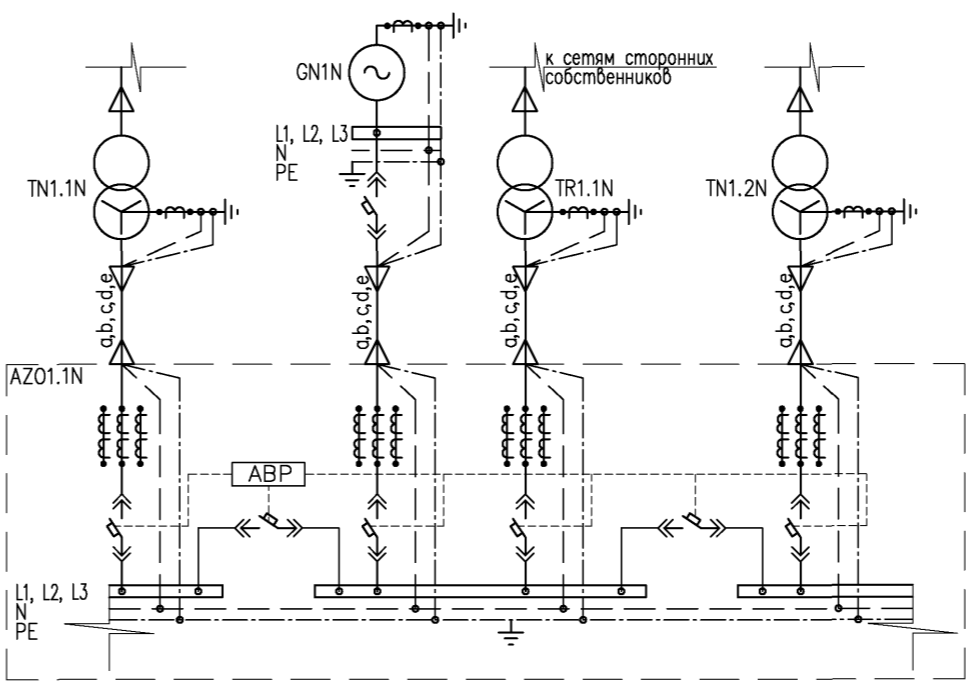 GN1N
к сетям сторонних
собственников
L1, L2, L3
N
PE
TN1.1N
TR1.1N
TN1.2N
a,b,c,d,e
a,b,c,d,e
a,b,c,d,e
a,b,c,d,e
AZ01.1N
АВР
L1, L2, L3
N
PE